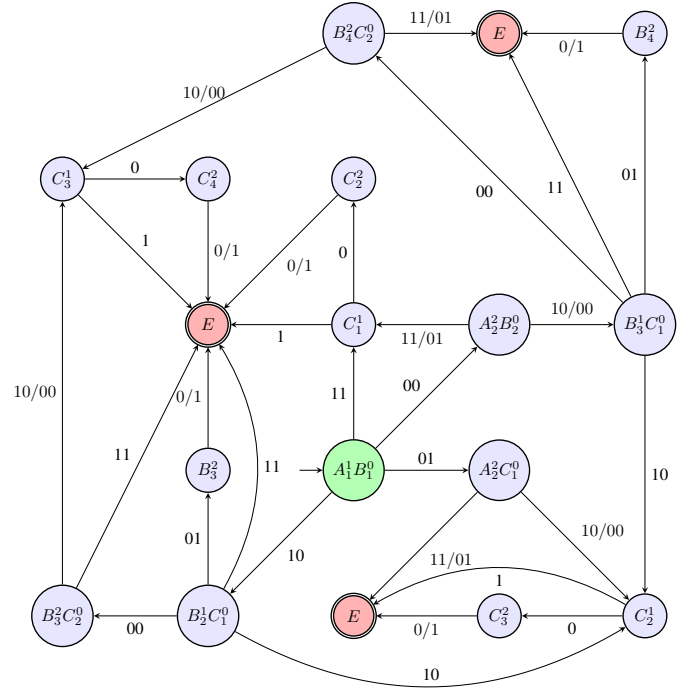 11/01
$B_4^2C_2^0$ $E$ $B_4^2$
0/1
10/00
$C_3^1$ 0 $C_4^2$ $C_2^2$ 00 11 01
1 0/1 0/1 0
$E$ 1 $C_1^1$ 11/01 $A_2^2B_2^0$ 10/00 $B_3^1C_1^0$
10/00 0/1 11 00
11 $B_3^2$ 11 $A_1^1B_1^0$ 01 $A_2^2C_1^0$ 10
01 10 11/01 10/00
1
$B_3^2C_2^0$ 00 $B_2^1C_1^0$ $E$ 0/1 $C_3^2$ 0 $C_2^1$
10